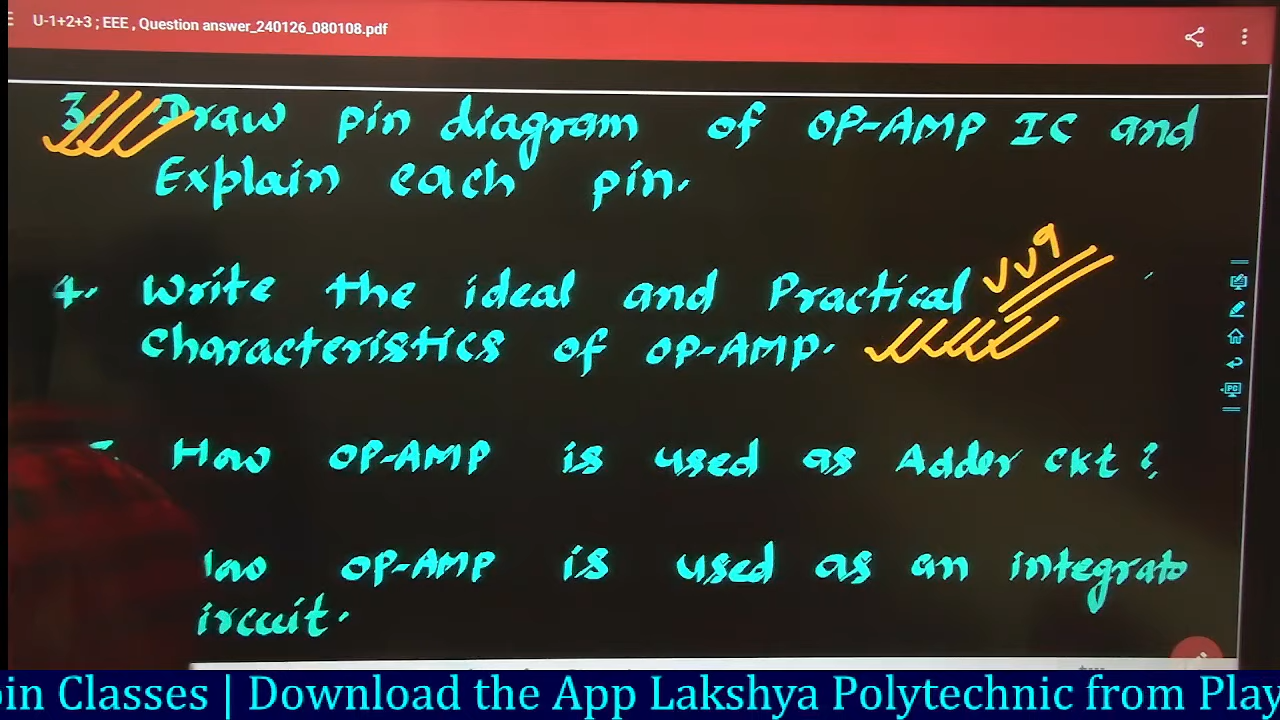 U-1+2+3 ; EEE , Question answer_240126_080108.pdf
3. Draw pin diagram of OP-AMP IC and
Explain each pin.
4. Write the ideal and Practical VVq
characteristics of OP-AMP.
How OP-AMP is used as Adder ckt ?
OP-AMP is used as an integrato
ircuit.
in Classes | Download the App Lakshya Polytechnic from Play